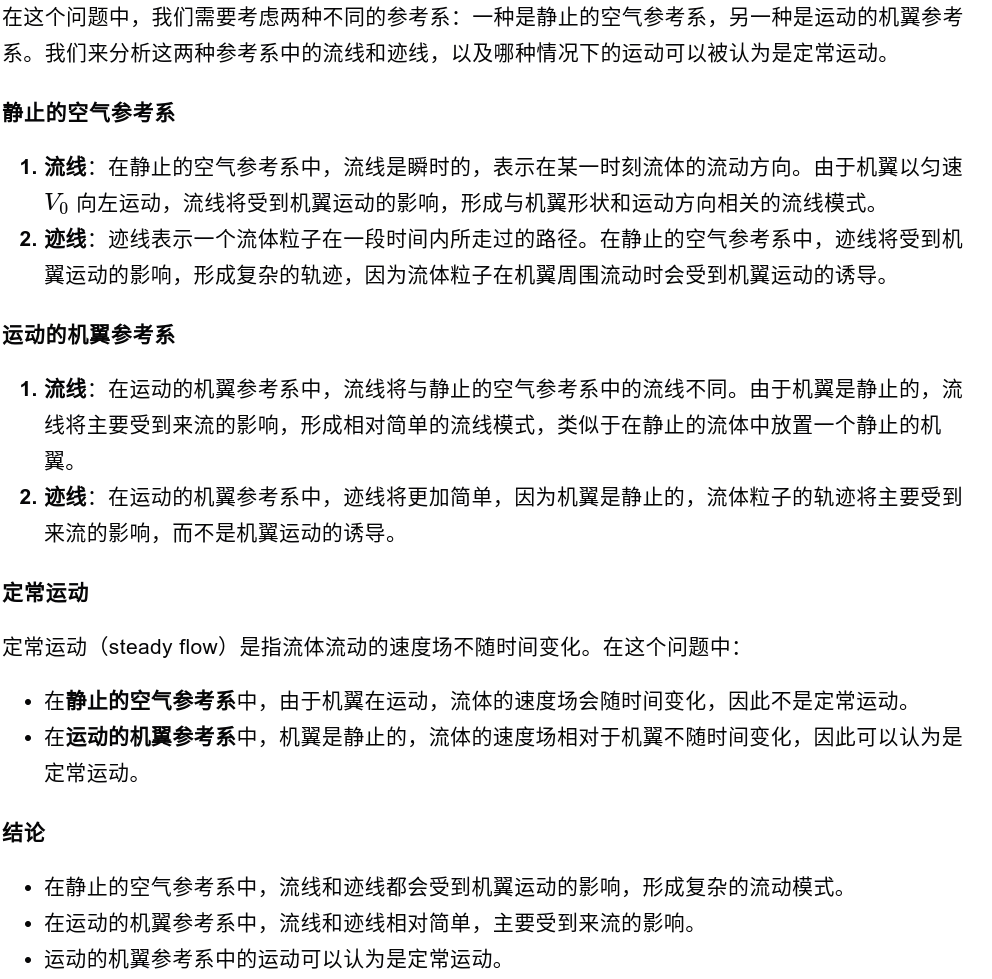 在这个问题中，我们需要考虑两种不同的参考系：一种是静止的空气参考系，另一种是运动的机翼参考
系。我们来分析这两种参考系中的流线和迹线，以及哪种情况下的运动可以被认为是定常运动。
静止的空气参考系
1. 流线：在静止的空气参考系中，流线是瞬时的，表示在某一时刻流体的流动方向。由于机翼以匀速
V₀ 向左运动，流线将受到机翼运动的影响，形成与机翼形状和运动方向相关的流线模式。
2. 迹线：迹线表示一个流体粒子在一段时间内所走过的路径。在静止的空气参考系中，迹线将受到机
翼运动的影响，形成复杂的轨迹，因为流体粒子在机翼周围流动时会受到机翼运动的诱导。
运动的机翼参考系
1. 流线：在运动的机翼参考系中，流线将与静止的空气参考系中的流线不同。由于机翼是静止的，流
线将主要受到来流的影响，形成相对简单的流线模式，类似于在静止的流体中放置一个静止的机
翼。
2. 迹线：在运动的机翼参考系中，迹线将更加简单，因为机翼是静止的，流体粒子的轨迹将主要受到
来流的影响，而不是机翼运动的诱导。
定常运动
定常运动（steady flow）是指流体流动的速度场不随时间变化。在这个问题中：
• 在静止的空气参考系中，由于机翼在运动，流体的速度场会随时间变化，因此不是定常运动。
• 在运动的机翼参考系中，机翼是静止的，流体的速度场相对于机翼不随时间变化，因此可以认为是
定常运动。
结论
• 在静止的空气参考系中，流线和迹线都会受到机翼运动的影响，形成复杂的流动模式。
• 在运动的机翼参考系中，流线和迹线相对简单，主要受到来流的影响。
• 运动的机翼参考系中的运动可以认为是定常运动。